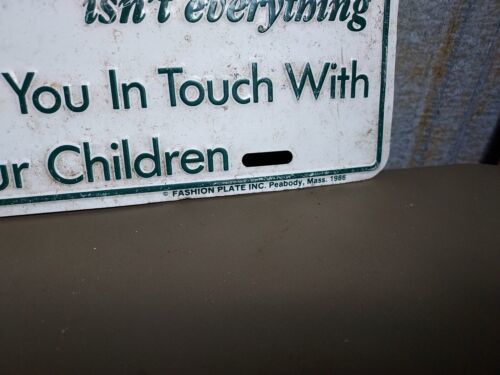 isn't everything
You In Touch With
ur Children
© FASHION PLATE INC. Peabody, Mass. 1986